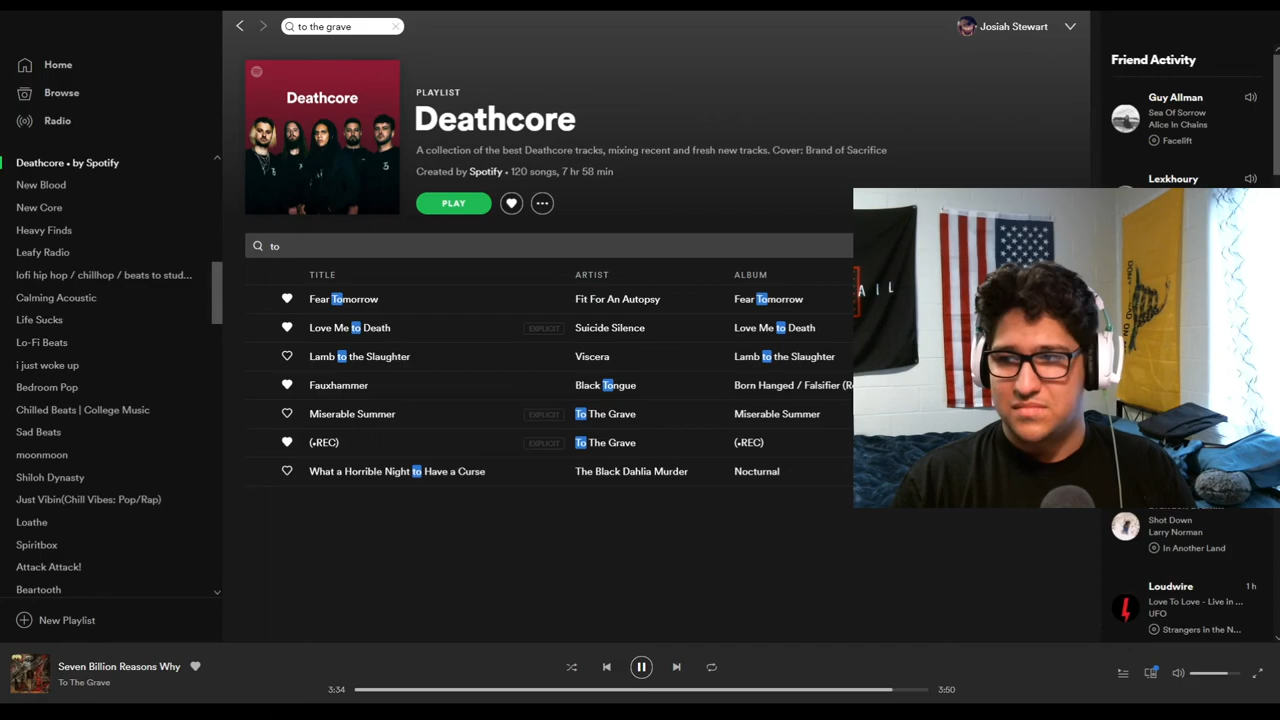 to the grave
Josiah Stewart
Home
Browse
Radio
Deathcore • by Spotify
New Blood
New Core
Heavy Finds
Leafy Radio
lofi hip hop / chillhop / beats to stud...
Calming Acoustic
Life Sucks
Lo-Fi Beats
i just woke up
Bedroom Pop
Chilled Beats | College Music
Sad Beats
moonmoon
Shiloh Dynasty
Just Vibin(Chill Vibes: Pop/Rap)
Loathe
Spiritbox
Attack Attack!
Beartooth
New Playlist
Deathcore
PLAYLIST
Deathcore
A collection of the best Deathcore tracks, mixing recent and fresh new tracks. Cover: Brand of Sacrifice
Created by Spotify • 120 songs, 7 hr 58 min
PLAY
to
TITLE ARTIST ALBUM
Fear Tomorrow Fit For An Autopsy Fear Tomorrow
Love Me to Death EXPLICIT Suicide Silence Love Me to Death
Lamb to the Slaughter Viscera Lamb to the Slaughter
Fauxhammer Black Tongue Born Hanged / Falsifier (Re
Miserable Summer EXPLICIT To The Grave Miserable Summer
(•REC) EXPLICIT To The Grave (•REC)
What a Horrible Night to Have a Curse The Black Dahlia Murder Nocturnal
Friend Activity
Guy Allman
Sea Of Sorrow
Alice In Chains
Facelift
Lexkhoury
AIL
Shot Down
Larry Norman
In Another Land
Loudwire 1 h
Love To Love - Live in ...
UFO
Strangers in the N...
Seven Billion Reasons Why
To The Grave
3:34
3:50